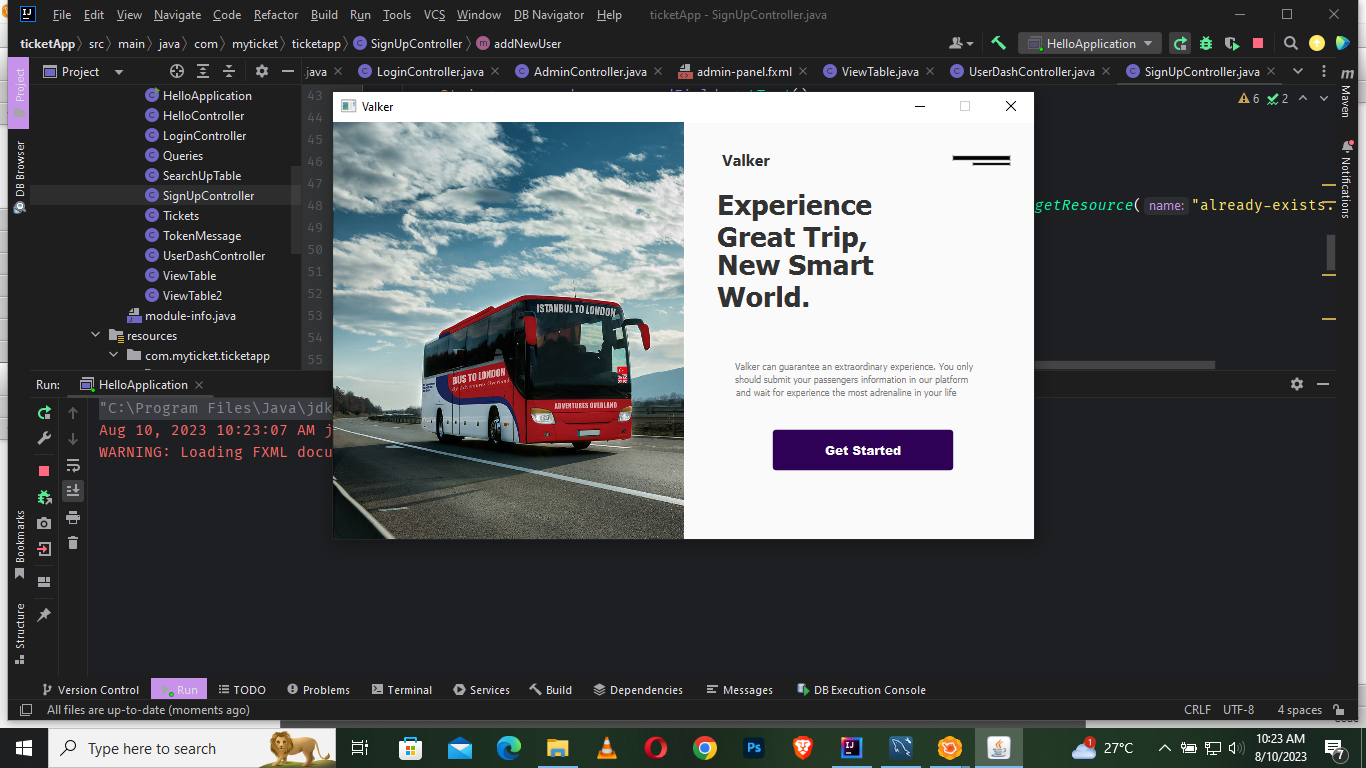 File Edit View Navigate Code Refactor Build Run Tools VCS Window DB Navigator Help ticketApp - SignUpController.java
ticketApp src main java com myticket ticketapp SignUpController addNewUser HelloApplication
Project .java LoginController.java AdminController.java admin-panel.fxml ViewTable.java UserDashController.java SignUpController.java
Project
DB Browser
Bookmarks
Structure
Maven
Notifications
HelloApplication
HelloController
LoginController
Queries
SearchUpTable
SignUpController
Tickets
TokenMessage
UserDashController
ViewTable
ViewTable2
module-info.java
resources
com.myticket.ticketapp
43
44
45
46
47
48
49
50
51
52
53
54
55
6 2
getResource( name: "already-exists.
Valker
ISTANBUL TO LONDON
BUS TO LONDON
ADVENTURES OVERLAND
Valker
Experience
Great Trip,
New Smart
World.
Valker can guarantee an extraordinary experience. You only
should submit your passengers information in our platform
and wait for experience the most adrenaline in your life
Get Started
Run: HelloApplication
"C:\Program Files\Java\jdk
Aug 10, 2023 10:23:07 AM j
WARNING: Loading FXML docu
Version Control Run TODO Problems Terminal Services Build Dependencies Messages DB Execution Console
All files are up-to-date (moments ago) CRLF UTF-8 4 spaces
Type here to search
Ps
27°C
10:23 AM
8/10/2023
7